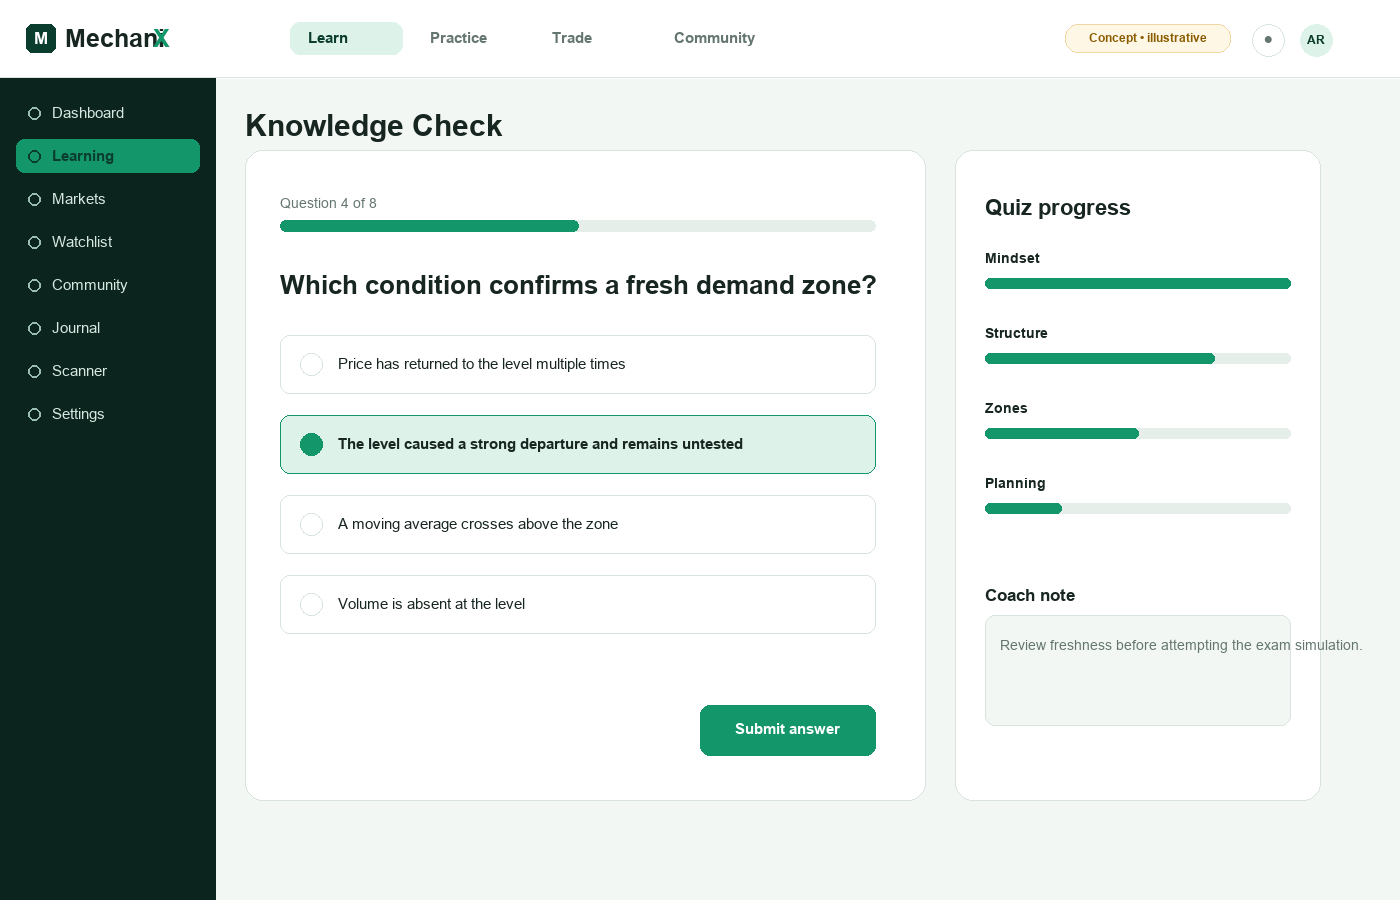 M MechaniX
Learn
Practice
Trade
Community
Concept • illustrative
AR
Dashboard
Learning
Markets
Watchlist
Community
Journal
Scanner
Settings
Knowledge Check
Question 4 of 8
Which condition confirms a fresh demand zone?
Price has returned to the level multiple times
The level caused a strong departure and remains untested
A moving average crosses above the zone
Volume is absent at the level
Submit answer
Quiz progress
Mindset
Structure
Zones
Planning
Coach note
Review freshness before attempting the exam simulation.